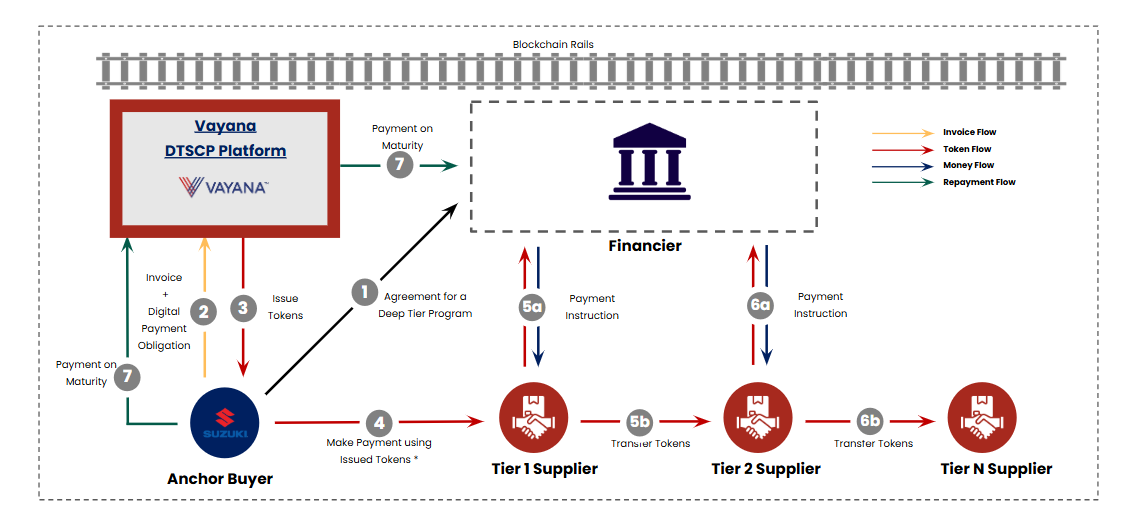 Blockchain Rails
Vayana
DTSCP Platform
VAYANA™
Payment on
Maturity
7
Financier
Invoice Flow
Token Flow
Money Flow
Repayment Flow
Invoice
+
Digital
Payment
Obligation
2
3
Issue
Tokens
1
Agreement for a
Deep Tier Program
5a
Payment
Instruction
6a
Payment
Instruction
Payment on
Maturity
7
SUZUKI
Anchor Buyer
4
Make Payment using
Issued Tokens *
Tier 1 Supplier
5b
Transfer Tokens
Tier 2 Supplier
6b
Transfer Tokens
Tier N Supplier